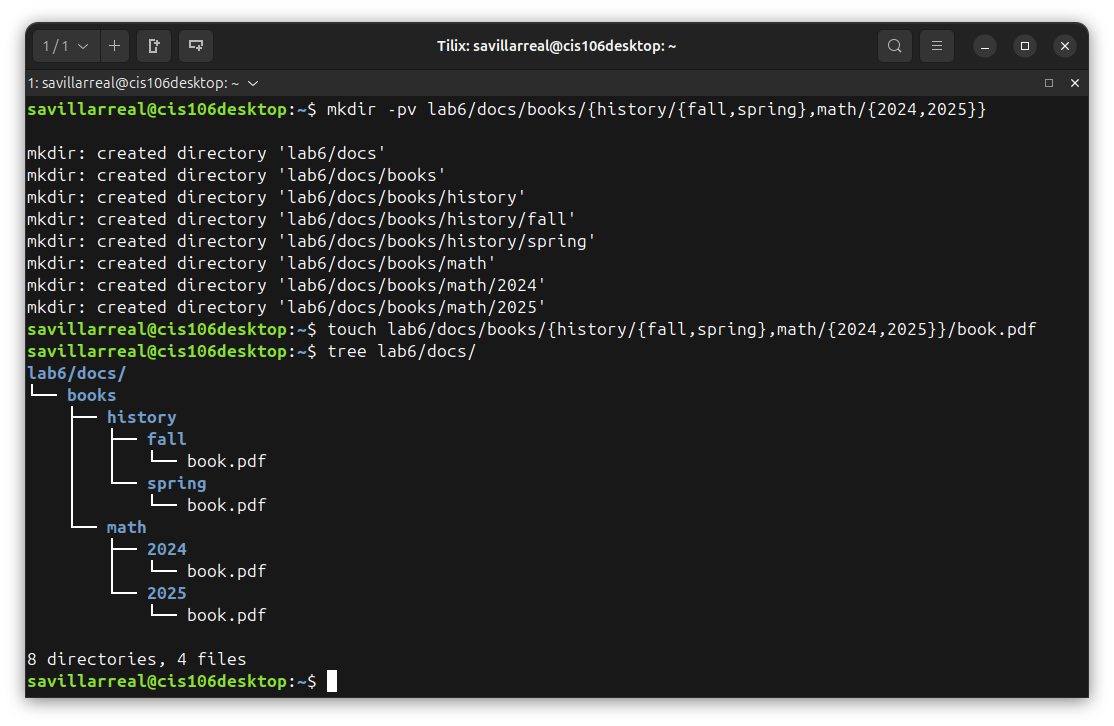 1 / 1
Tilix: savillarreal@cis106desktop: ~
1: savillarreal@cis106desktop: ~
savillarreal@cis106desktop:~$ mkdir -pv lab6/docs/books/{history/{fall,spring},math/{2024,2025}}
mkdir: created directory 'lab6/docs'
mkdir: created directory 'lab6/docs/books'
mkdir: created directory 'lab6/docs/books/history'
mkdir: created directory 'lab6/docs/books/history/fall'
mkdir: created directory 'lab6/docs/books/history/spring'
mkdir: created directory 'lab6/docs/books/math'
mkdir: created directory 'lab6/docs/books/math/2024'
mkdir: created directory 'lab6/docs/books/math/2025'
savillarreal@cis106desktop:~$ touch lab6/docs/books/{history/{fall,spring},math/{2024,2025}}/book.pdf
savillarreal@cis106desktop:~$ tree lab6/docs/
lab6/docs/
└── books
    ├── history
    │   ├── fall
    │   │   └── book.pdf
    │   └── spring
    │       └── book.pdf
    └── math
        ├── 2024
        │   └── book.pdf
        └── 2025
            └── book.pdf
8 directories, 4 files
savillarreal@cis106desktop:~$